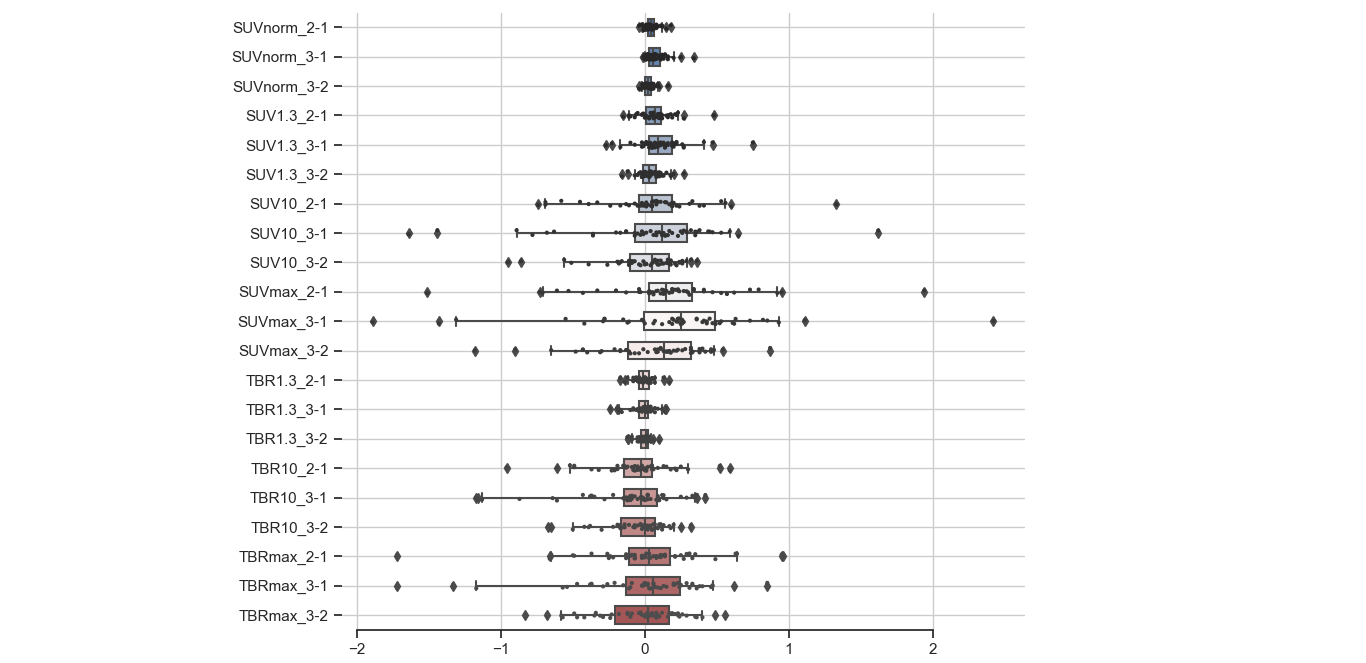 SUVnorm_2-1
SUVnorm_3-1
SUVnorm_3-2
SUV1.3_2-1
SUV1.3_3-1
SUV1.3_3-2
SUV10_2-1
SUV10_3-1
SUV10_3-2
SUVmax_2-1
SUVmax_3-1
SUVmax_3-2
TBR1.3_2-1
TBR1.3_3-1
TBR1.3_3-2
TBR10_2-1
TBR10_3-1
TBR10_3-2
TBRmax_2-1
TBRmax_3-1
TBRmax_3-2
−2 −1 0 1 2